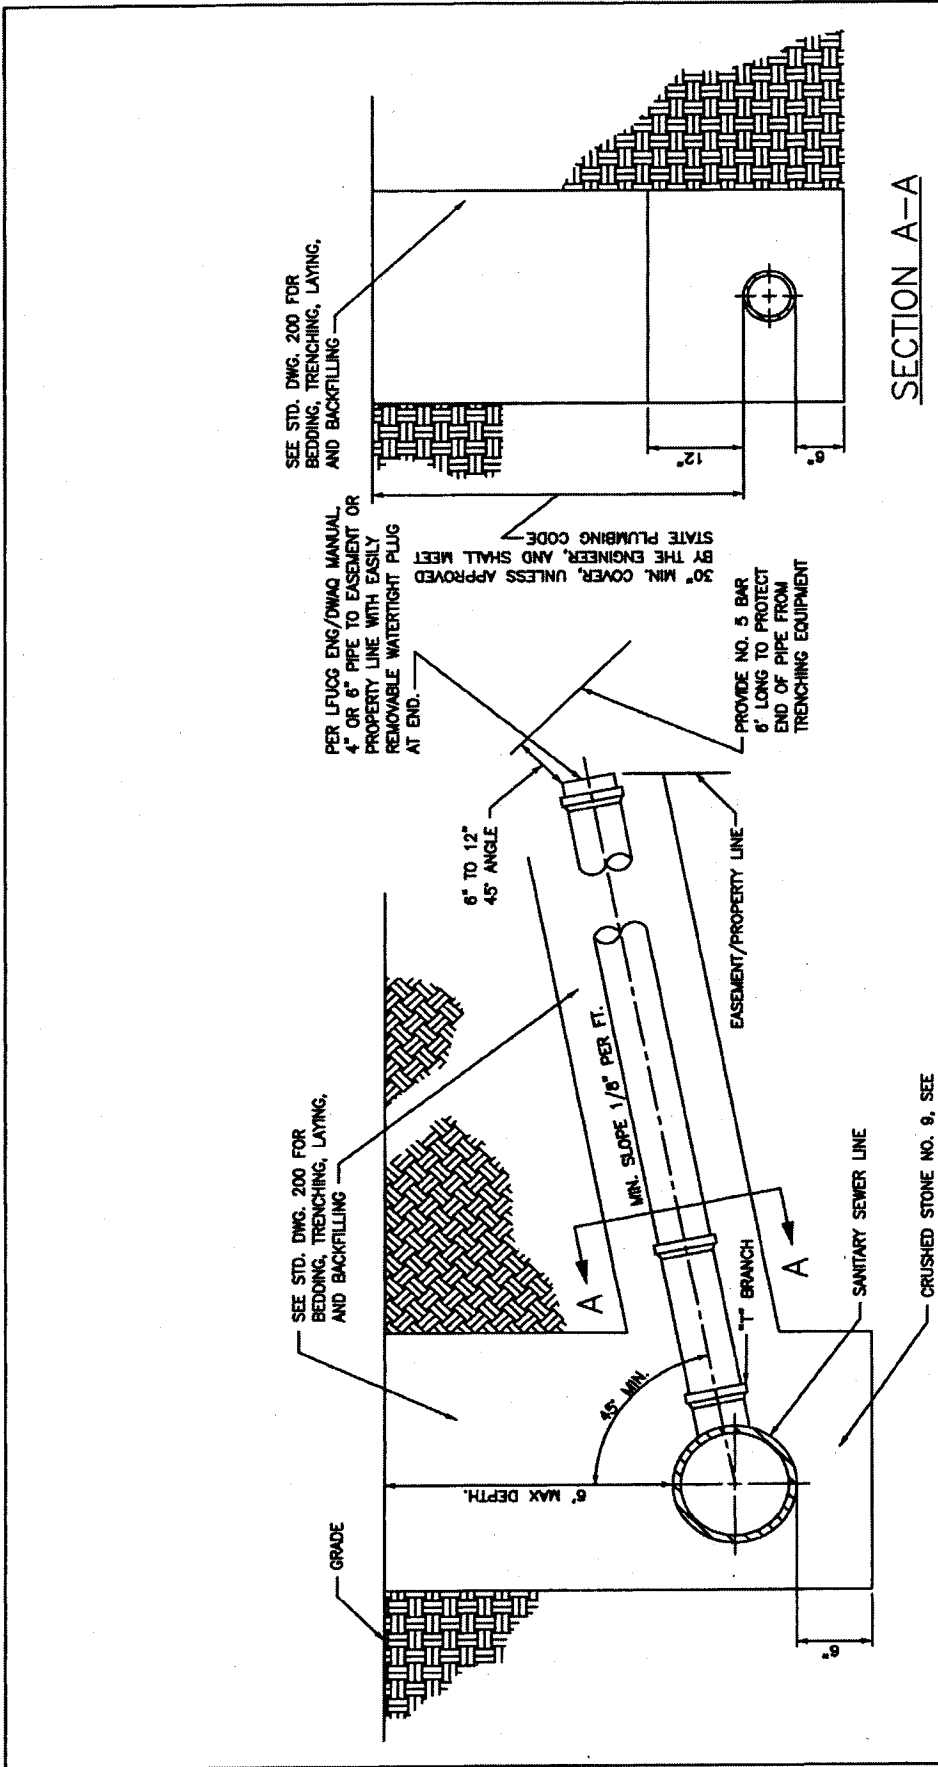 GRADE
SEE STD. DWG. 200 FOR
BEDDING, TRENCHING, LAYING,
AND BACKFILLING
6' MAX DEPTH.
45° MIN.
6"
"T" BRANCH
A
A
MIN. SLOPE 1/8" PER FT.
SANITARY SEWER LINE
CRUSHED STONE NO. 9, SEE
6" TO 12"
45° ANGLE
PER LFUCG ENG/DWAQ MANUAL,
4" OR 6" PIPE TO EASEMENT OR
PROPERTY LINE WITH EASILY
REMOVABLE WATERTIGHT PLUG
AT END.
EASEMENT/PROPERTY LINE
PROVIDE NO. 5 BAR
6' LONG TO PROTECT
END OF PIPE FROM
TRENCHING EQUIPMENT
30" MIN. COVER, UNLESS APPROVED
BY THE ENGINEER, AND SHALL MEET
STATE PLUMBING CODE
SEE STD. DWG. 200 FOR
BEDDING, TRENCHING, LAYING,
AND BACKFILLING
12"
6"
SECTION A-A